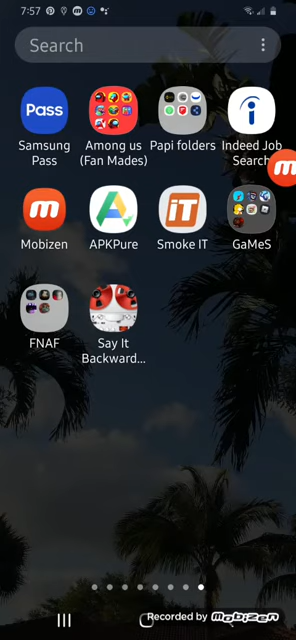 7:57
Search
Pass
Samsung Pass
Among us (Fan Mades)
Papi folders
Indeed Job Search
Mobizen
APKPure
iT
Smoke IT
GaMeS
FNAF
Say It Backward...
Recorded by MOBIZEN